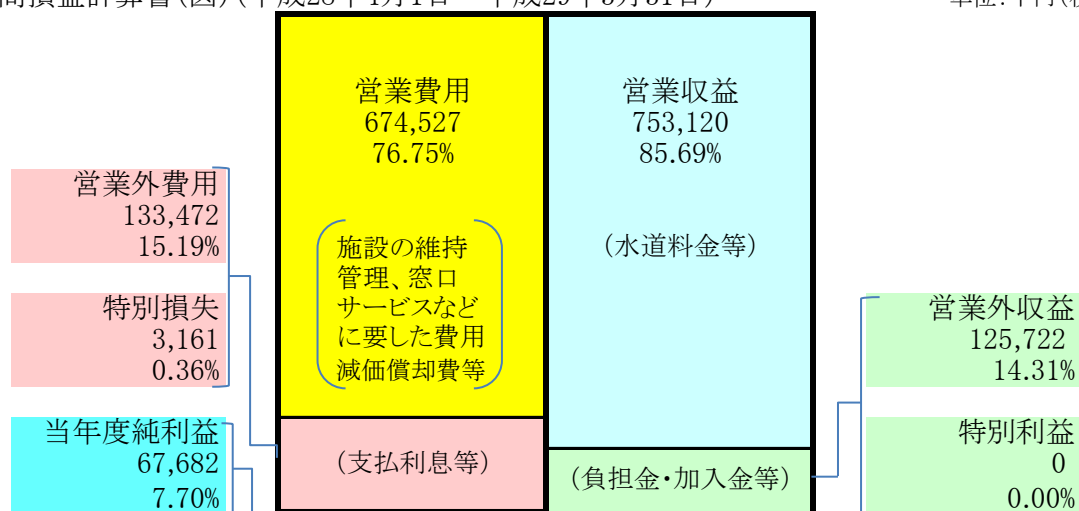 営業費用
674,527
76.75%
営業収益
753,120
85.69%
営業外費用
133,472
15.19%
施設の維持
管理、窓口
サービスなど
に要した費用
減価償却費等
(水道料金等)
特別損失
3,161
0.36%
営業外収益
125,722
14.31%
当年度純利益
67,682
7.70%
(支払利息等)
(負担金・加入金等)
特別利益
0
0.00%